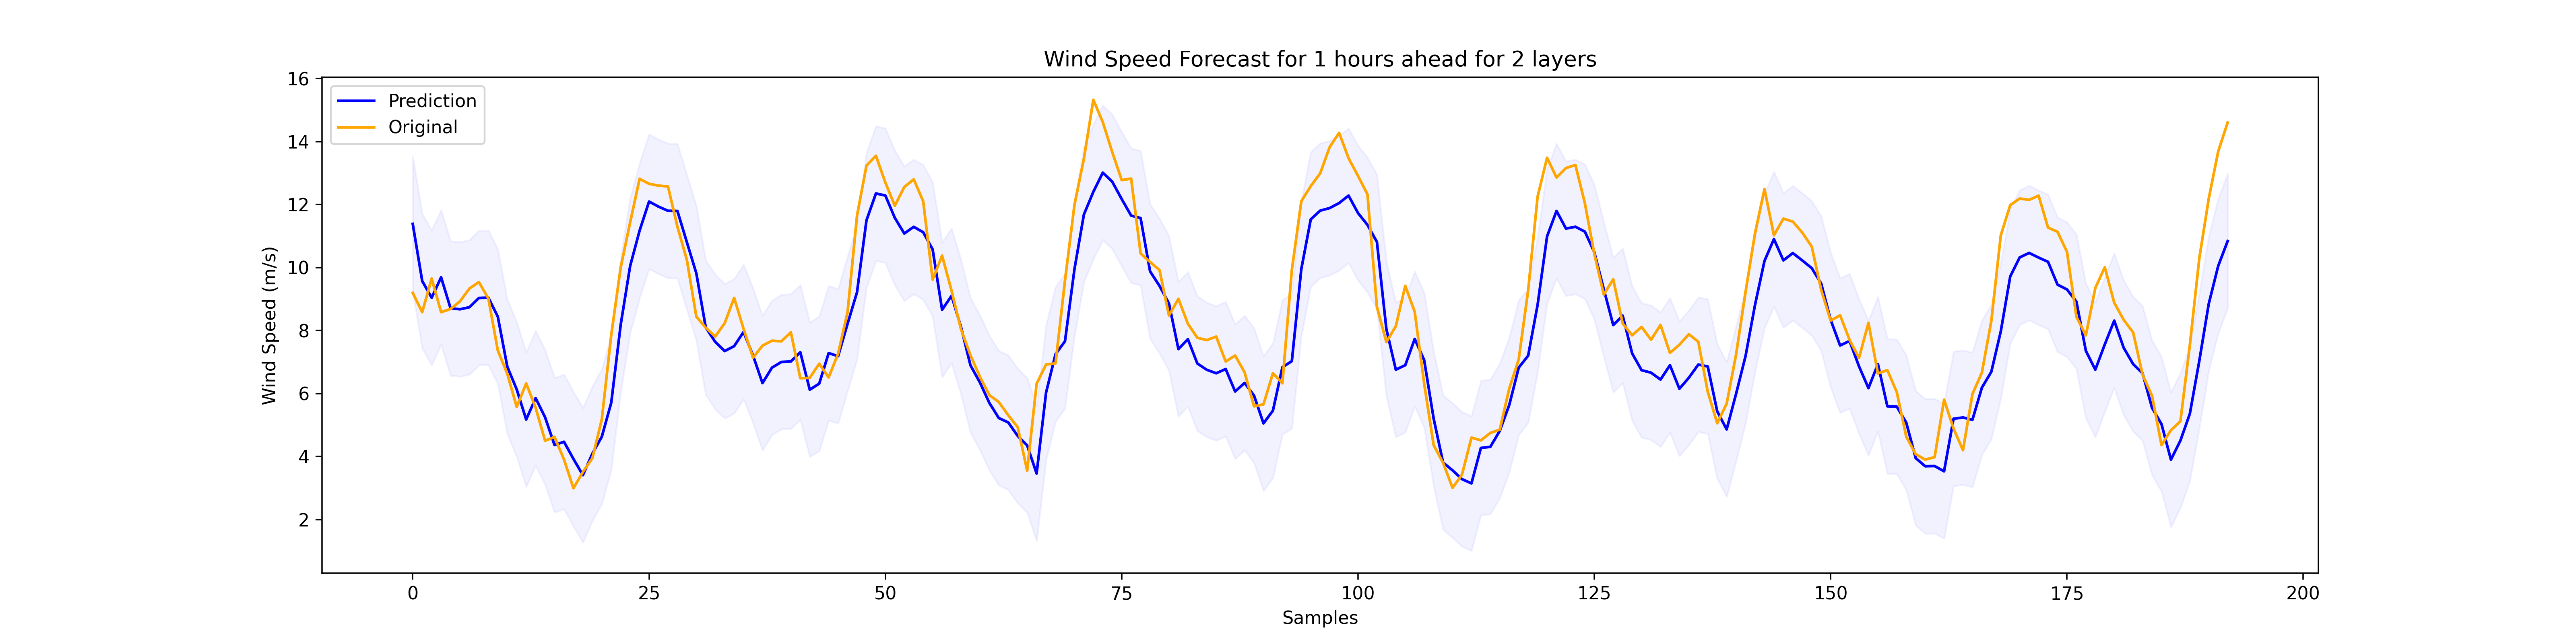 Wind Speed Forecast for 1 hours ahead for 2 layers
Prediction
Original
Wind Speed (m/s)
16
14
12
10
8
6
4
2
0 25 50 75 100 125 150 175 200
Samples